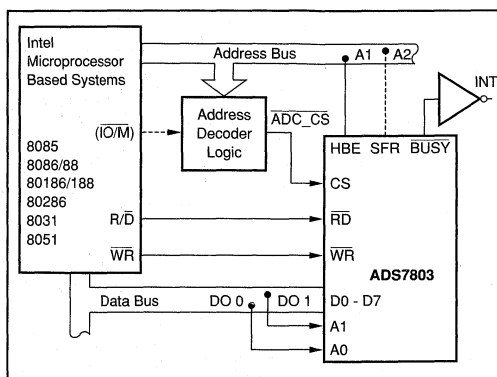 Intel
Microprocessor
Based Systems
8085
8086/88
80186/188
80286
8031
8051
(IO/M)
R/D
WR
Address Bus
A1
A2
INT
Address
Decoder
Logic
ADC_CS
HBE SFR BUSY
CS
RD
WR
ADS7803
Data Bus
DO 0
DO 1
D0 - D7
A1
A0